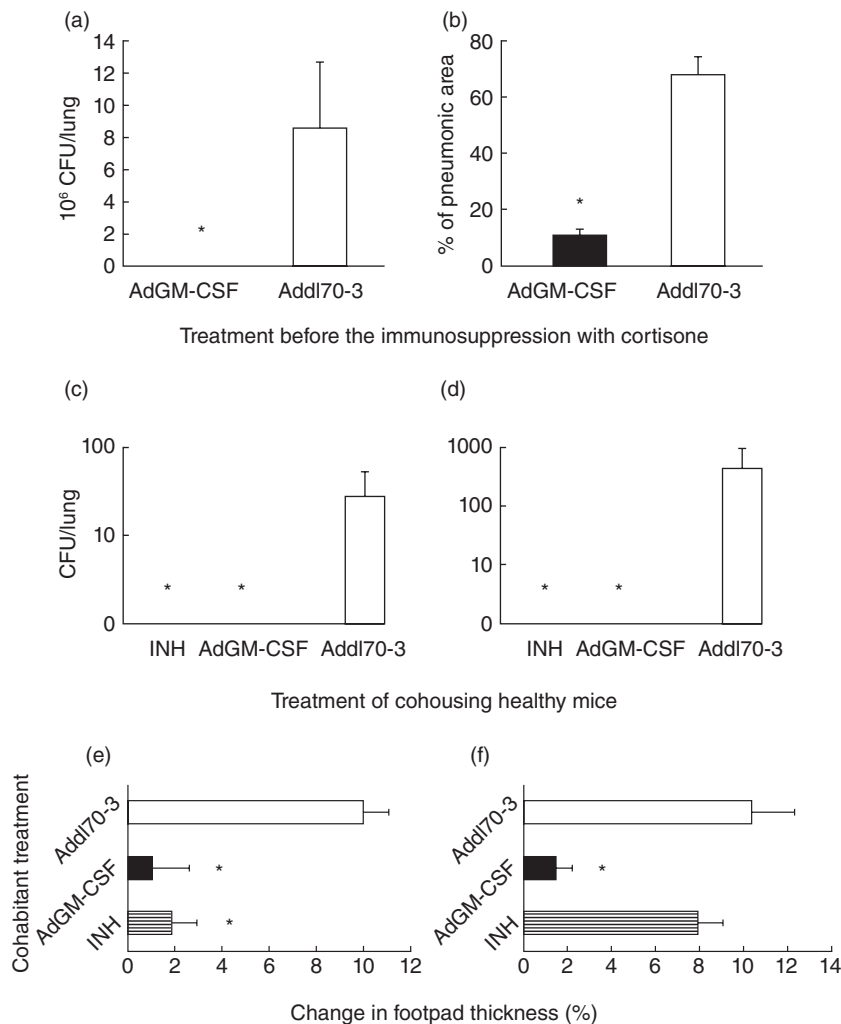 (a)
(b)
14
12
10
8
6
4
2
0
10⁶ CFU/lung
*
AdGM-CSF Addl70-3
80
60
40
20
0
% of pneumonic area
*
AdGM-CSF Addl70-3
Treatment before the immunosuppression with cortisone
(c)
(d)
100
10
0
CFU/lung
* *
INH AdGM-CSF Addl70-3
1000
100
10
0
* *
INH AdGM-CSF Addl70-3
Treatment of cohousing healthy mice
(e)
(f)
Cohabitant treatment
Addl70-3
AdGM-CSF
*
INH
*
0 2 4 6 8 10 12
Addl70-3
AdGM-CSF
*
INH
0 2 4 6 8 10 12 14
Change in footpad thickness (%)